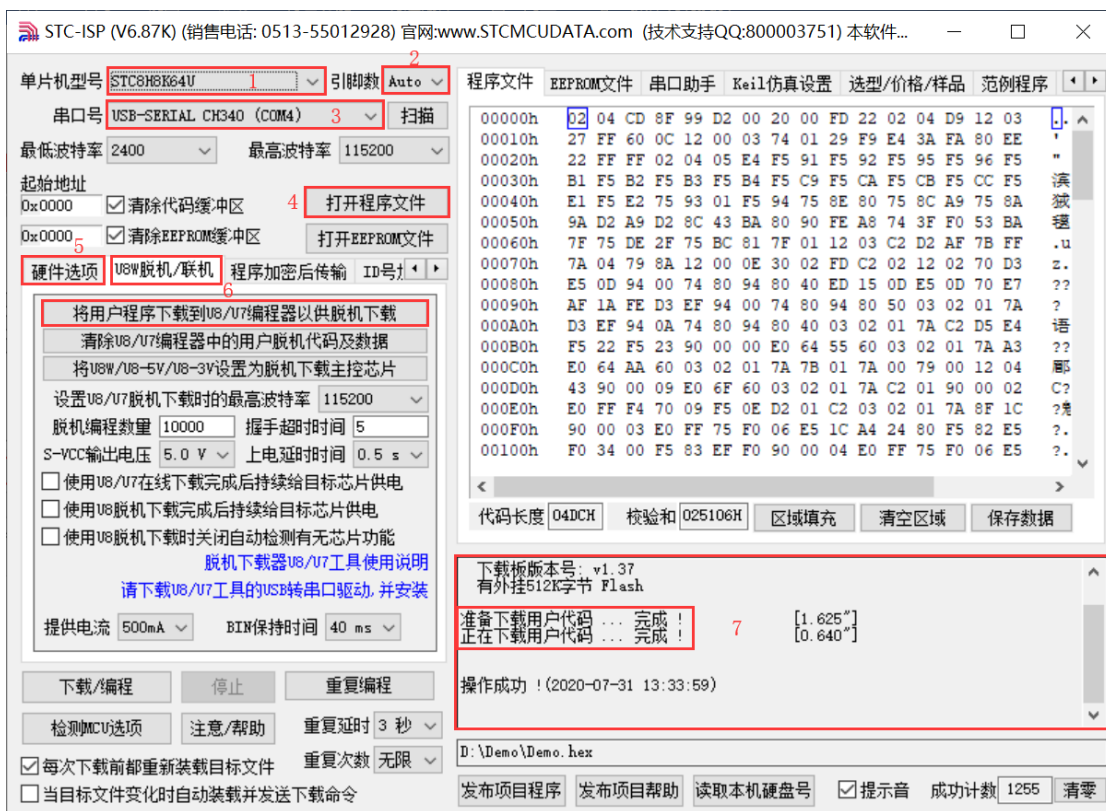 STC-ISP (V6.87K) (销售电话: 0513-55012928) 官网:www.STCMCUDATA.com (技术支持QQ:800003751) 本软件...
单片机型号 STC8H8K64U 1 引脚数 Auto 2
串口号 USB-SERIAL CH340 (COM4) 3 扫描
最低波特率 2400 最高波特率 115200
起始地址
0x0000 清除代码缓冲区 4 打开程序文件
0x0000 清除EEPROM缓冲区 打开EEPROM文件
5
硬件选项 U8W脱机/联机 程序加密后传输 ID号
6
将用户程序下载到U8/U7编程器以供脱机下载
清除U8/U7编程器中的用户脱机代码及数据
将U8W/U8-5V/U8-3V设置为脱机下载主控芯片
设置U8/U7脱机下载时的最高波特率 115200
脱机编程数量 10000 握手超时时间 5
S-VCC输出电压 5.0 V 上电延时时间 0.5 s
使用U8/U7在线下载完成后持续给目标芯片供电
使用U8脱机下载完成后持续给目标芯片供电
使用U8脱机下载时关闭自动检测有无芯片功能
脱机下载器U8/U7工具使用说明
请下载U8/U7工具的USB转串口驱动,并安装
提供电流 500mA BIN保持时间 40 ms
下载/编程 停止 重复编程
检测MCU选项 注意/帮助 重复延时 3 秒
重复次数 无限
每次下载前都重新装载目标文件
当目标文件变化时自动装载并发送下载命令
程序文件 EEPROM文件 串口助手 Keil仿真设置 选型/价格/样品 范例程序
00000h 02 04 CD 8F 99 D2 00 20 00 FD 22 02 04 D9 12 03 ..
00010h 27 FF 60 0C 12 00 03 74 01 29 F9 E4 3A FA 80 EE '
00020h 22 FF FF 02 04 05 E4 F5 91 F5 92 F5 95 F5 96 F5 "
00030h B1 F5 B2 F5 B3 F5 B4 F5 C9 F5 CA F5 CB F5 CC F5 滨
00040h E1 F5 E2 75 93 01 F5 94 75 8E 80 75 8C A9 75 8A
00050h 9A D2 A9 D2 8C 43 BA 80 90 FE A8 74 3F F0 53 BA
00060h 7F 75 DE 2F 75 BC 81 7F 01 12 03 C2 D2 AF 7B FF .u
00070h 7A 04 79 8A 12 00 0E 30 02 FD C2 02 12 02 70 D3 z.
00080h E5 0D 94 00 74 80 94 80 40 ED 15 0D E5 0D 70 E7 ??
00090h AF 1A FE D3 EF 94 00 74 80 94 80 50 03 02 01 7A ?
000A0h D3 EF 94 0A 74 80 94 80 40 03 02 01 7A C2 D5 E4 语
000B0h F5 22 F5 23 90 00 00 E0 64 55 60 03 02 01 7A A3 ??
000C0h E0 64 AA 60 03 02 01 7A 7B 01 7A 00 79 00 12 04 郿
000D0h 43 90 00 09 E0 6F 60 03 02 01 7A C2 01 90 00 02 C?
000E0h E0 FF F4 70 09 F5 0E D2 01 C2 03 02 01 7A 8F 1C
000F0h 90 00 03 E0 FF 75 F0 06 E5 1C A4 24 80 F5 82 E5 ?.
00100h F0 34 00 F5 83 EF F0 90 00 04 E0 FF 75 F0 06 E5 ?.
代码长度 04DCH 校验和 025106H 区域填充 清空区域 保存数据
下载板版本号: v1.37
有外挂512K字节 Flash
准备下载用户代码 ... 完成 ! [1.625"]
正在下载用户代码 ... 完成 ! 7 [0.640"]
操作成功 !(2020-07-31 13:33:59)
D:\Demo\Demo.hex
发布项目程序 发布项目帮助 读取本机硬盘号 提示音 成功计数 1255 清零